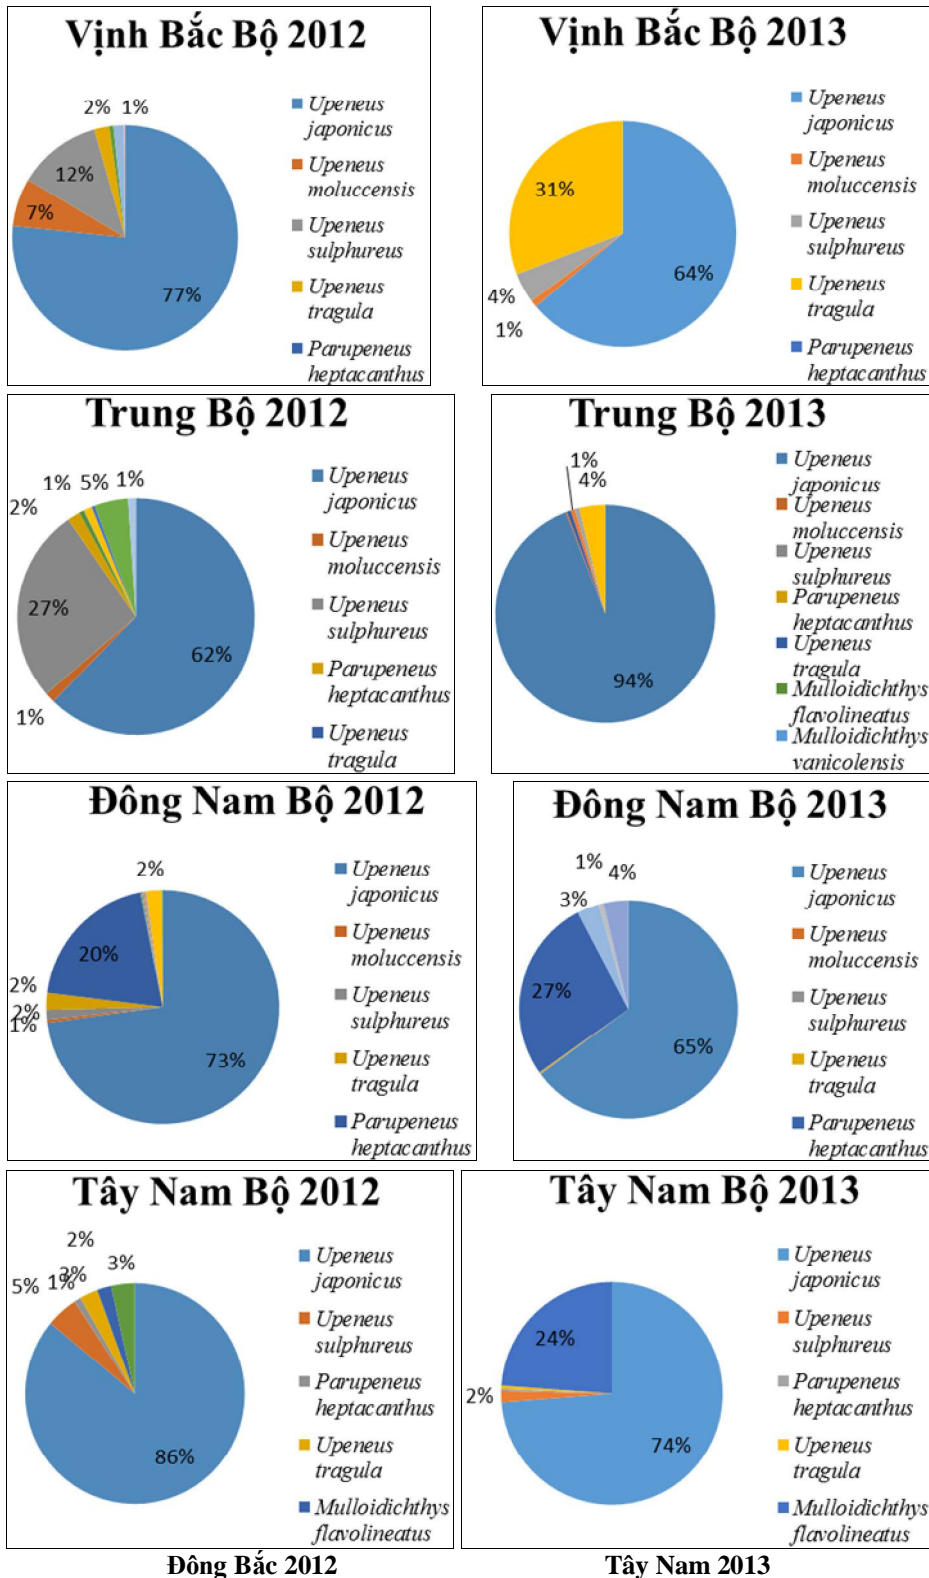 Vịnh Bắc Bộ 2012
2% 1%
12%
7%
77%
Upeneus
japonicus
Upeneus
moluccensis
Upeneus
sulphureus
Upeneus
tragula
Parupeneus
heptacanthus
Vịnh Bắc Bộ 2013
31%
64%
4%
1%
Upeneus
japonicus
Upeneus
moluccensis
Upeneus
sulphureus
Upeneus
tragula
Parupeneus
heptacanthus
Trung Bộ 2012
1% 5% 1%
2%
27%
62%
1%
Upeneus
japonicus
Upeneus
moluccensis
Upeneus
sulphureus
Parupeneus
heptacanthus
Upeneus
tragula
Trung Bộ 2013
1%
4%
94%
Upeneus
japonicus
Upeneus
moluccensis
Upeneus
sulphureus
Parupeneus
heptacanthus
Upeneus
tragula
Mulloidichthys
flavolineatus
Mulloidichthys
vanicolensis
Đông Nam Bộ 2012
2%
20%
2%
2%
1%
73%
Upeneus
japonicus
Upeneus
moluccensis
Upeneus
sulphureus
Upeneus
tragula
Parupeneus
heptacanthus
Đông Nam Bộ 2013
1%
4%
3%
27%
65%
Upeneus
japonicus
Upeneus
moluccensis
Upeneus
sulphureus
Upeneus
tragula
Parupeneus
heptacanthus
Tây Nam Bộ 2012
2%
3%
5% 1% 3%
86%
Upeneus
japonicus
Upeneus
sulphureus
Parupeneus
heptacanthus
Upeneus
tragula
Mulloidichthys
flavolineatus
Tây Nam Bộ 2013
24%
2%
74%
Upeneus
japonicus
Upeneus
sulphureus
Parupeneus
heptacanthus
Upeneus
tragula
Mulloidichthys
flavolineatus
Đông Bắc 2012
Tây Nam 2013